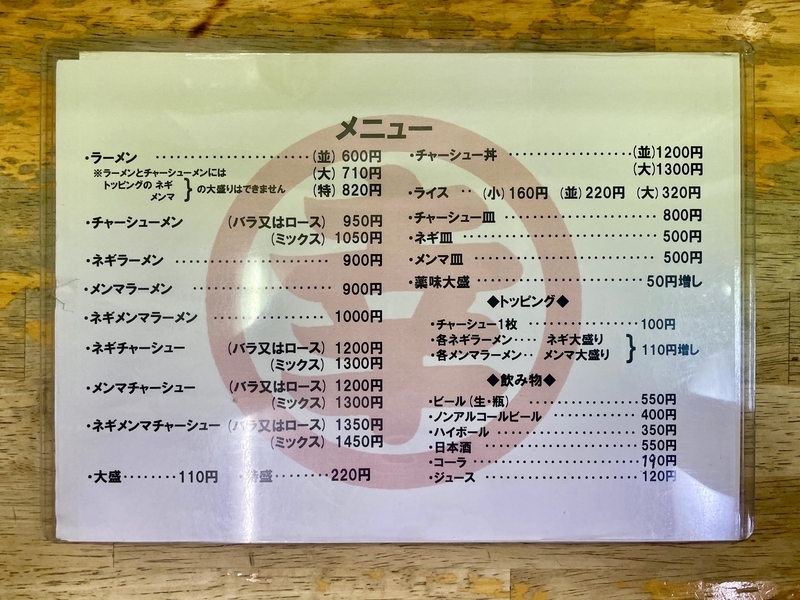 メニュー
・ラーメン ・・・・・・・・・・・・・・・・・・(並) 600円
※ラーメンとチャーシューメンには (大) 710円
トッピングの ネギ メンマ } の大盛りはできません (特) 820円
・チャーシューメン (バラ又はロース) 950円
(ミックス) 1050円
・ネギラーメン ・・・・・・・・・・・・・・・・・・ 900円
・メンマラーメン ・・・・・・・・・・・・・・・・・・ 900円
・ネギメンマラーメン ・・・・・・・・・・・・・・ 1000円
・ネギチャーシュー (バラ又はロース) 1200円
(ミックス) 1300円
・メンマチャーシュー (バラ又はロース) 1200円
(ミックス) 1300円
・ネギメンマチャーシュー (バラ又はロース) 1350円
(ミックス) 1450円
・大盛・・・・・・・110円 ・特盛・・・・・・・・220円
・チャーシュー丼 ・・・・・・・・・・・・・・・(並)1200円
(大)1300円
・ライス ・・ (小)160円 (並)220円 (大)320円
・チャーシュー皿 ・・・・・・・・・・・・・・・・・・ 800円
・ネギ皿 ・・・・・・・・・・・・・・・・・・・・・・ 500円
・メンマ皿 ・・・・・・・・・・・・・・・・・・・・ 500円
・薬味大盛 ・・・・・・・・・・・・・・・・・・ 50円増し
◆トッピング◆
・チャーシュー1枚 ・・・・・・・・・・・・・・・ 100円
・各ネギラーメン・・・・ ネギ大盛り
・各メンマラーメン・・ メンマ大盛り } 110円増し
◆飲み物◆
・ビール(生・瓶) ・・・・・・・・・・・・・・・・ 550円
・ノンアルコールビール ・・・・・・・・・・・・ 400円
・ハイボール ・・・・・・・・・・・・・・・・・・ 350円
・日本酒 ・・・・・・・・・・・・・・・・・・・・ 550円
・コーラ ・・・・・・・・・・・・・・・・・・・・ 190円
・ジュース ・・・・・・・・・・・・・・・・・・・ 120円